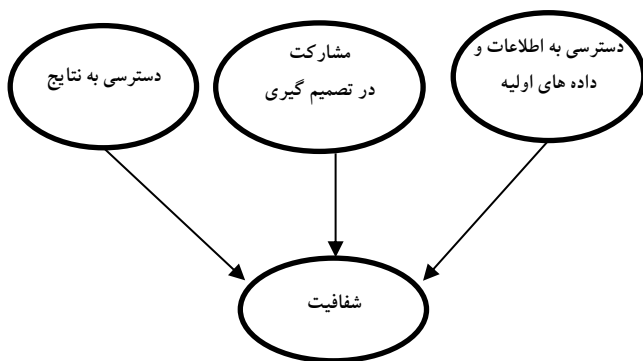 دسترسی به اطلاعات و
داده های اولیه
مشارکت
در تصمیم گیری
دسترسی به نتایج
شفافیت